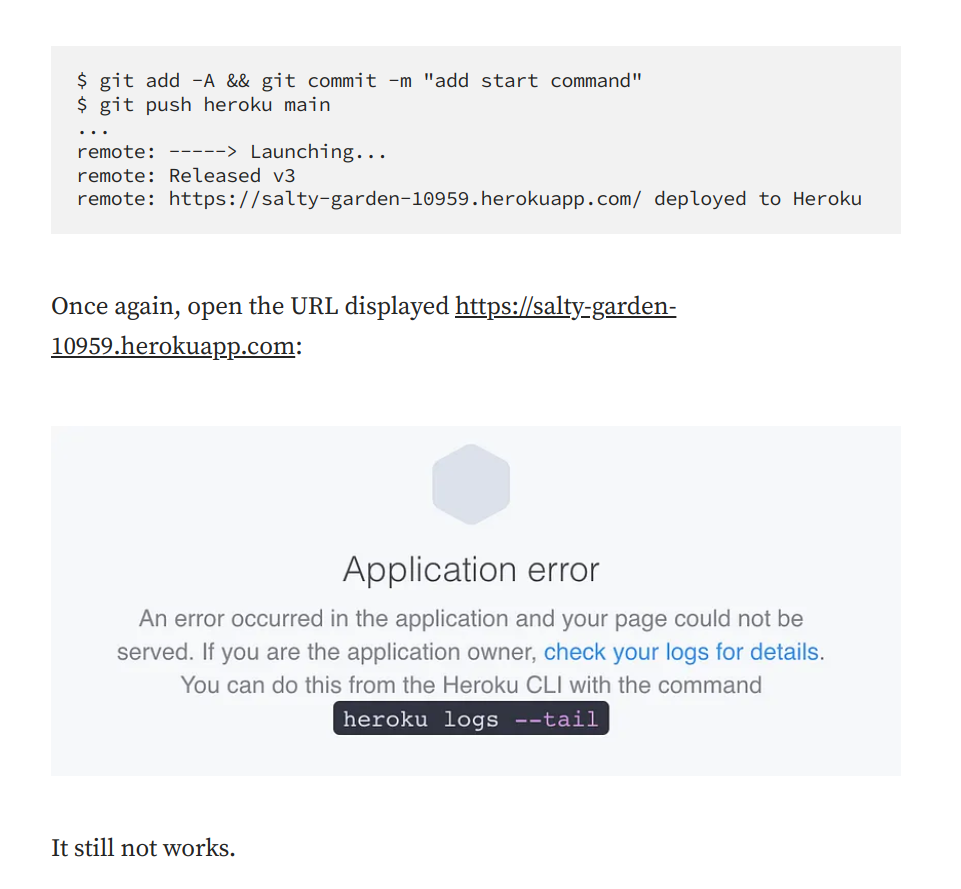 $ git add -A && git commit -m "add start command"
$ git push heroku main
...
remote: -----> Launching...
remote: Released v3
remote: https://salty-garden-10959.herokuapp.com/ deployed to Heroku
Once again, open the URL displayed https://salty-garden-
10959.herokuapp.com:
Application error
An error occurred in the application and your page could not be
served. If you are the application owner, check your logs for details.
You can do this from the Heroku CLI with the command
heroku logs --tail
It still not works.